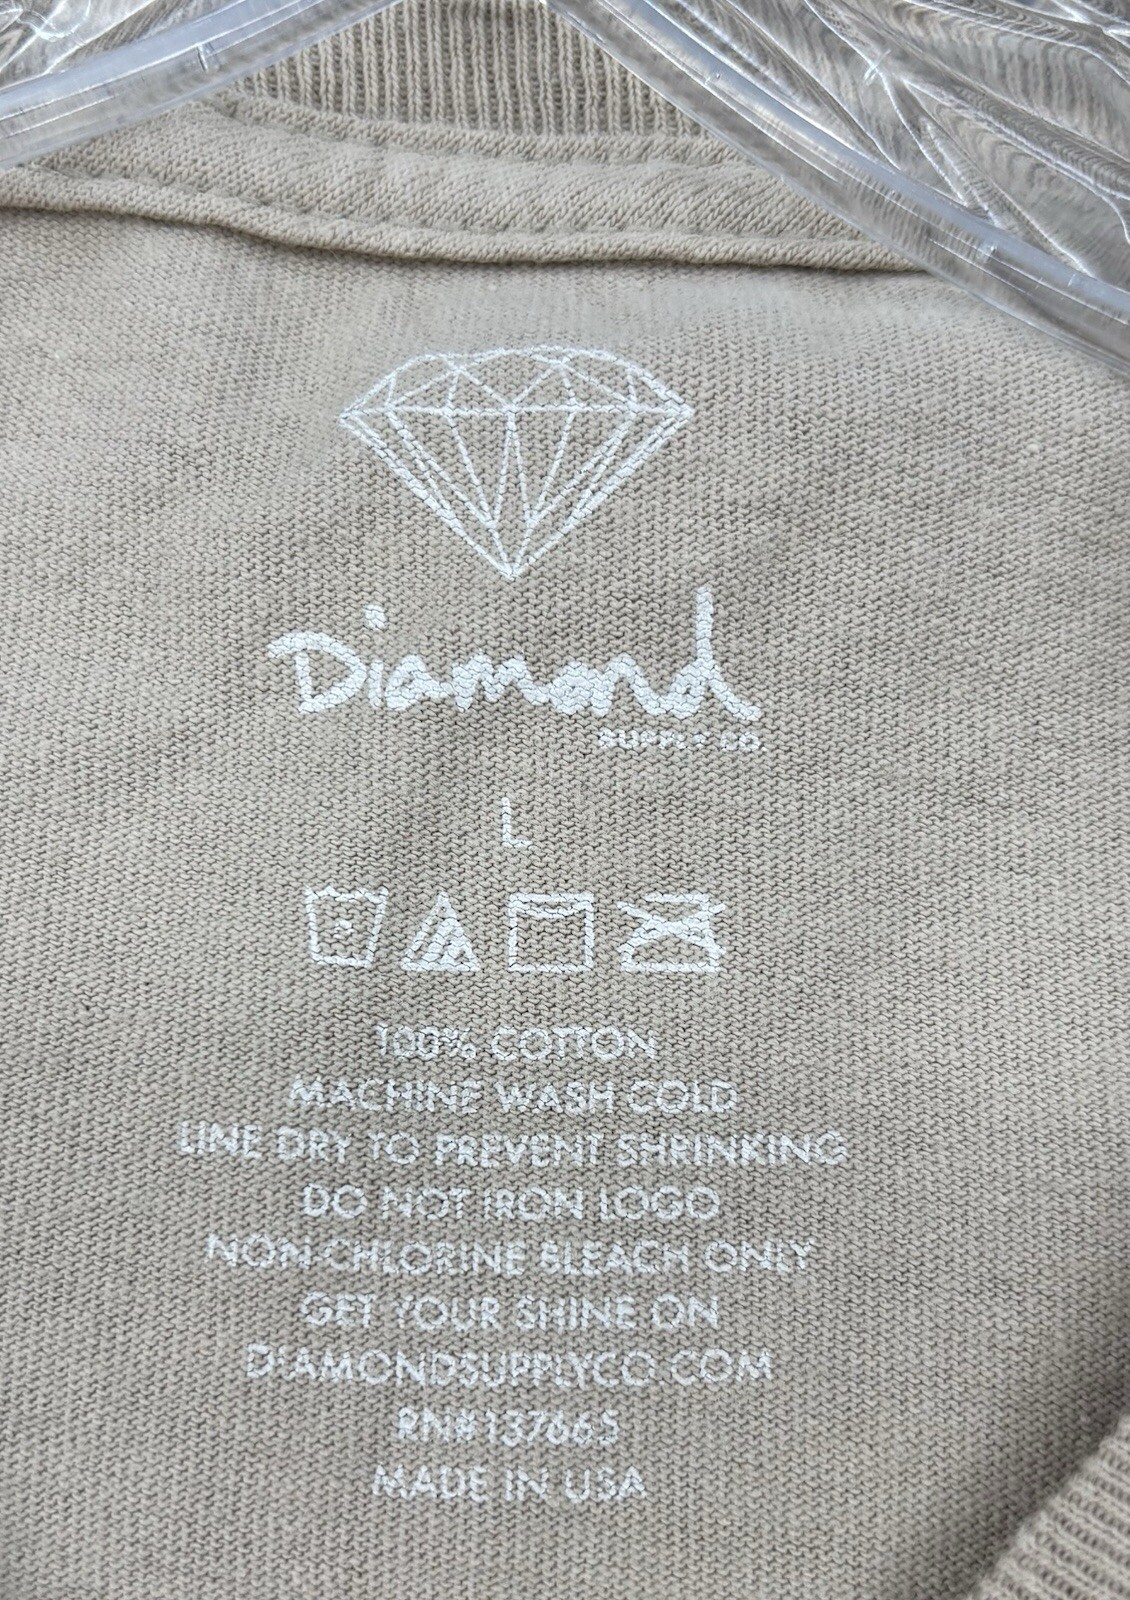 Diamond
SUPPLY CO.
L
100% COTTON
MACHINE WASH COLD
LINE DRY TO PREVENT SHRINKING
DO NOT IRON LOGO
NON-CHLORINE BLEACH ONLY
GET YOUR SHINE ON
DIAMONDSUPPLYCO.COM
RN#137665
MADE IN USA